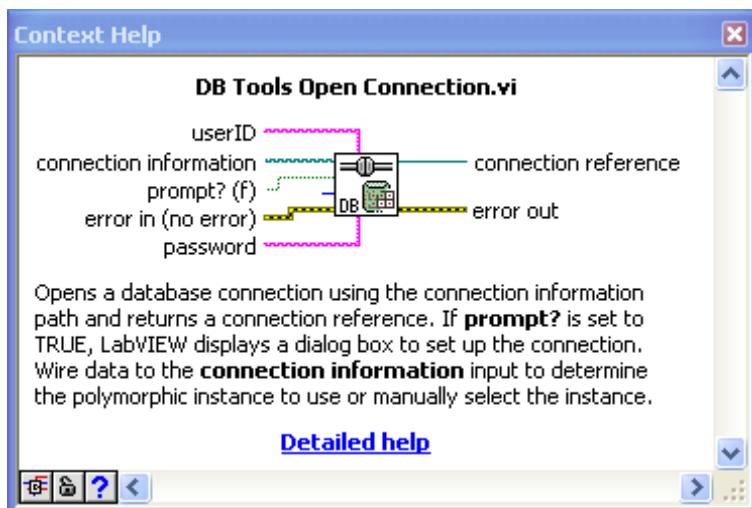 Context Help
DB Tools Open Connection.vi
userID
connection information
prompt? (f)
error in (no error)
password
DB
connection reference
error out
Opens a database connection using the connection information
path and returns a connection reference. If prompt? is set to
TRUE, LabVIEW displays a dialog box to set up the connection.
Wire data to the connection information input to determine
the polymorphic instance to use or manually select the instance.
Detailed help
?